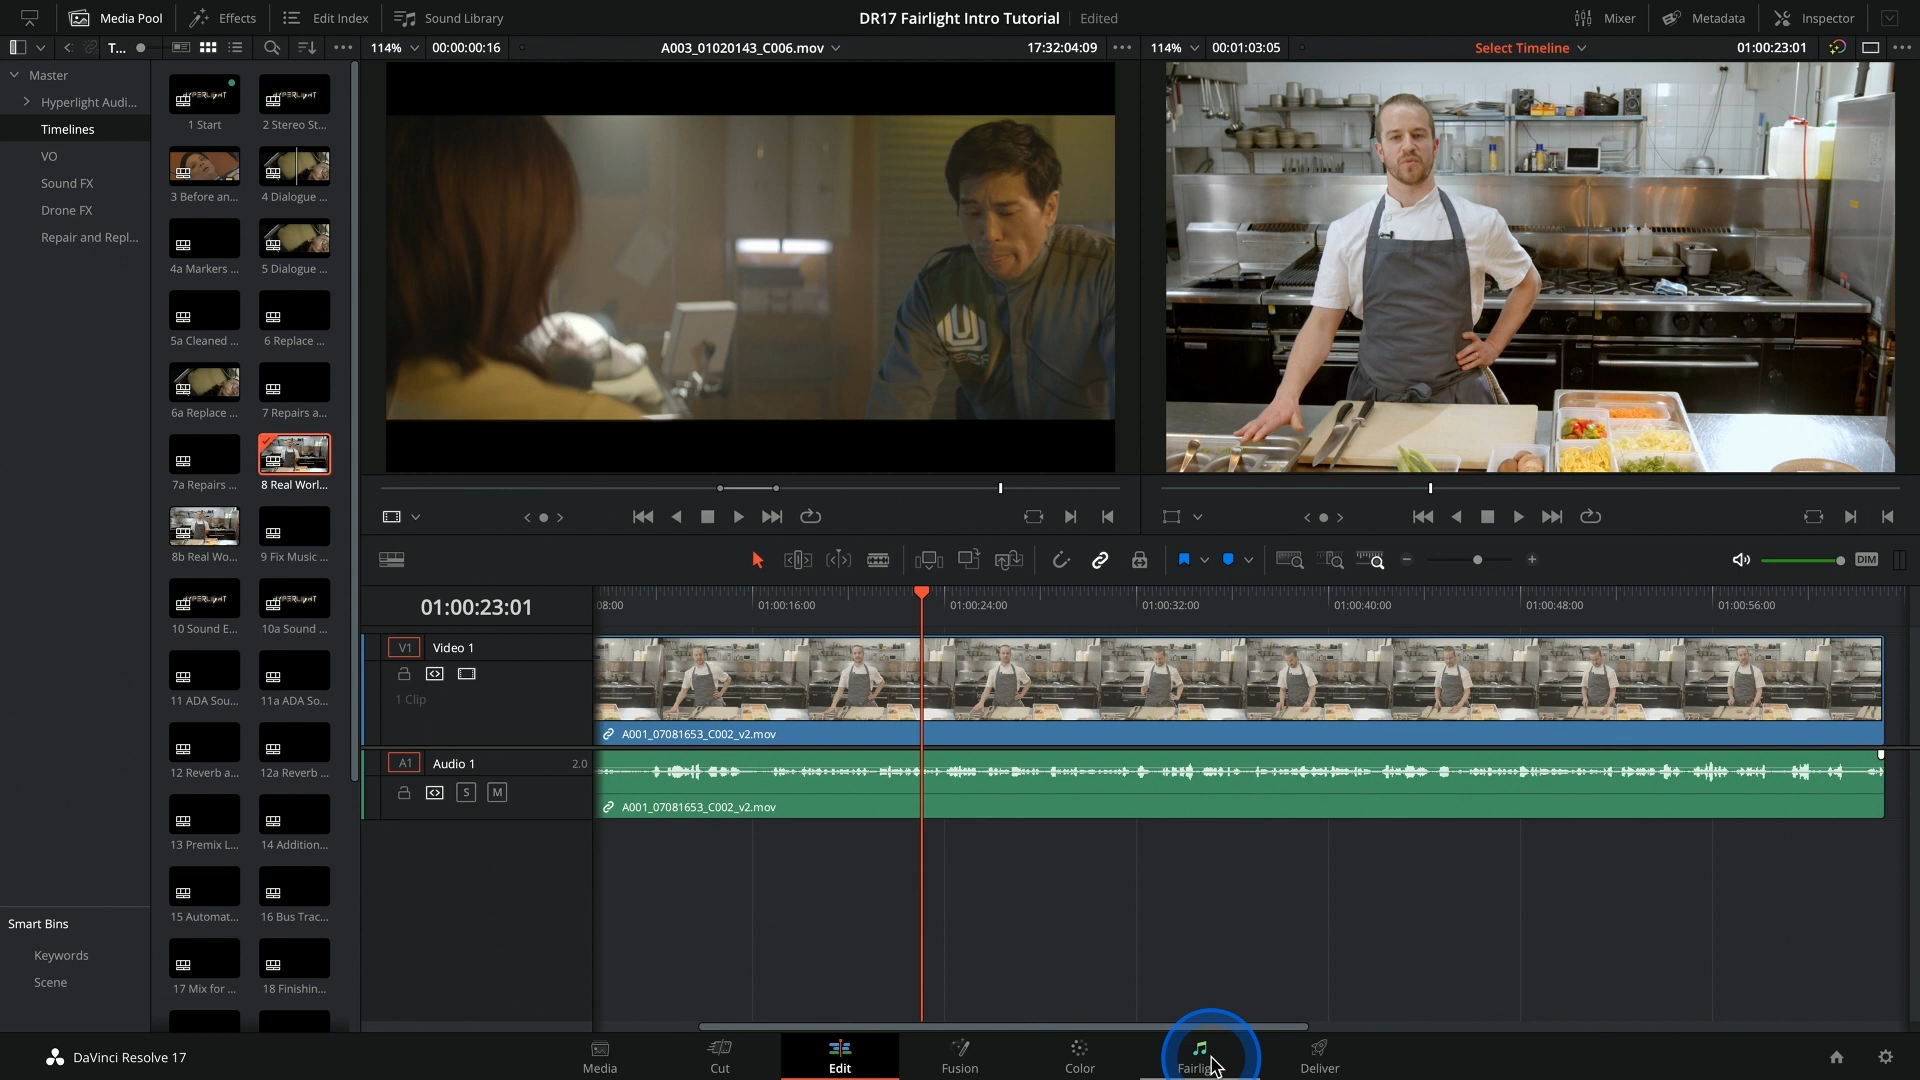 Media Pool
Effects
Edit Index
Sound Library
DR17 Fairlight Intro Tutorial
Edited
Mixer
Metadata
Inspector
T...
114%
00:00:00:16
A003_01020143_C006.mov
17:32:04:09
114%
00:01:03:05
Select Timeline
01:00:23:01
Master
Hyperlight Audi...
Timelines
VO
Sound FX
Drone FX
Repair and Repl...
1 Start
2 Stereo St...
3 Before an...
4 Dialogue ...
4a Markers ...
5 Dialogue ...
5a Cleaned ...
6 Replace ...
6a Replace ...
7 Repairs a...
7a Repairs ...
8 Real Worl...
8b Real Wo...
9 Fix Music ...
10 Sound E...
10a Sound ...
11 ADA Sou...
11a ADA So...
12 Reverb a...
12a Reverb ...
13 Premix L...
14 Addition...
15 Automat...
16 Bus Trac...
17 Mix for ...
18 Finishin...
Smart Bins
Keywords
Scene
DIM
01:00:23:01
08:00
01:00:16:00
01:00:24:00
01:00:32:00
01:00:40:00
01:00:48:00
01:00:56:00
V1
Video 1
1 Clip
A001_07081653_C002_v2.mov
A1
Audio 1
2.0
S
M
A001_07081653_C002_v2.mov
DaVinci Resolve 17
Media
Cut
Edit
Fusion
Color
Deliver